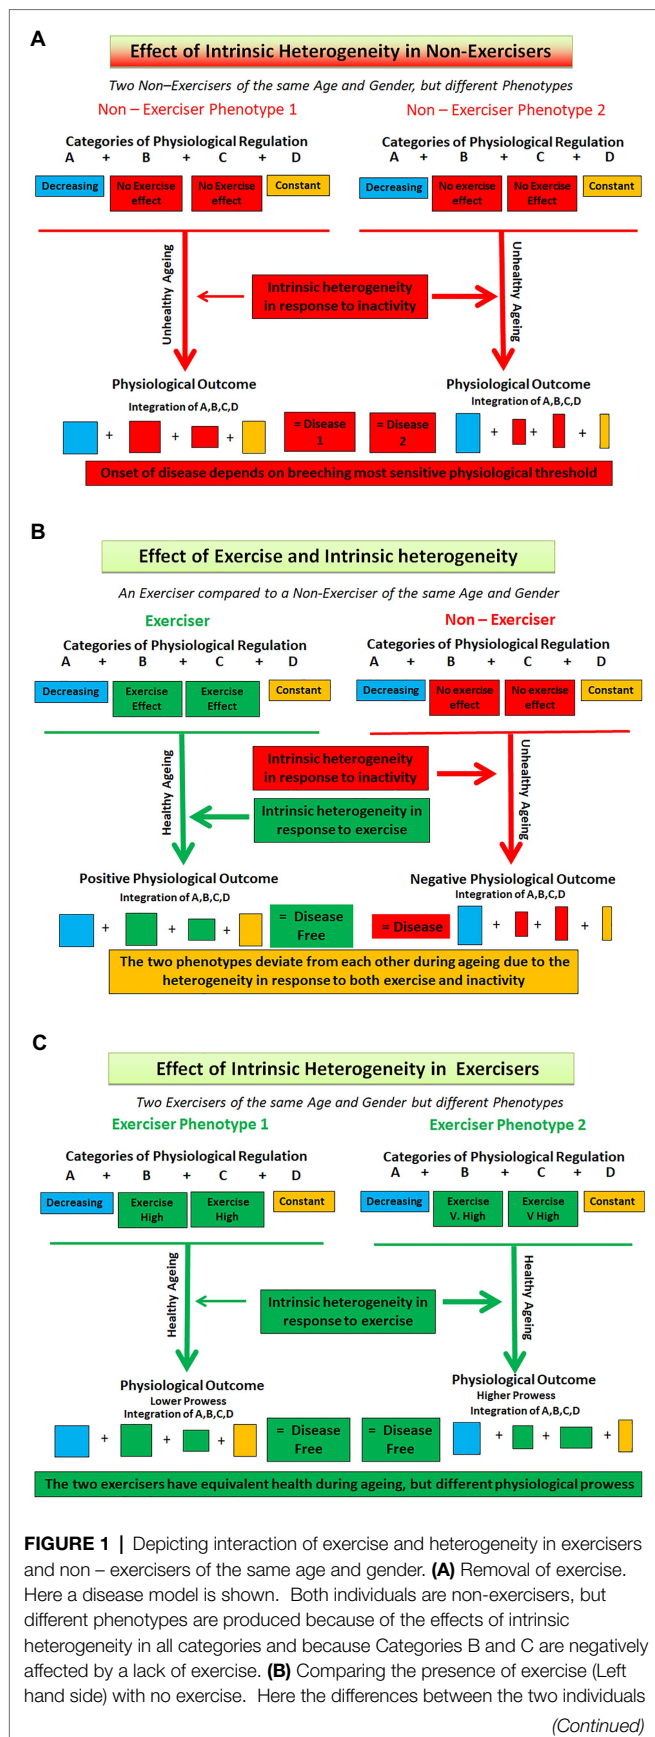 A
Effect of Intrinsic Heterogeneity in Non-Exercisers
Two Non–Exercisers of the same Age and Gender, but different Phenotypes
Non – Exerciser Phenotype 1
Non – Exerciser Phenotype 2
Categories of Physiological Regulation
Categories of Physiological Regulation
A + B + C + D
A + B + C + D
Decreasing
No Exercise
effect
No Exercise
effect
Constant
Decreasing
No exercise
effect
No Exercise
Effect
Constant
Unhealthy Ageing
Intrinsic heterogeneity
in response to inactivity
Unhealthy Ageing
Physiological Outcome
Integration of A,B,C,D
Physiological Outcome
Integration of A,B,C,D
+ + +
= Disease
1
= Disease
2
+ + +
Onset of disease depends on breeching most sensitive physiological threshold
B
Effect of Exercise and Intrinsic heterogeneity
An Exerciser compared to a Non-Exerciser of the same Age and Gender
Exerciser
Non – Exerciser
Categories of Physiological Regulation
Categories of Physiological Regulation
A + B + C + D
A + B + C + D
Decreasing
Exercise
Effect
Exercise
Effect
Constant
Decreasing
No exercise
effect
No exercise
effect
Constant
Healthy Ageing
Intrinsic heterogeneity
in response to inactivity
Intrinsic heterogeneity in
response to exercise
Unhealthy Ageing
Positive Physiological Outcome
Integration of A,B,C,D
Negative Physiological Outcome
Integration of A,B,C,D
+ + +
= Disease
Free
= Disease
+ + +
The two phenotypes deviate from each other during ageing due to the
heterogeneity in response to both exercise and inactivity
C
Effect of Intrinsic Heterogeneity in Exercisers
Two Exercisers of the same Age and Gender but different Phenotypes
Exerciser Phenotype 1
Exerciser Phenotype 2
Categories of Physiological Regulation
Categories of Physiological Regulation
A + B + C + D
A + B + C + D
Decreasing
Exercise
High
Exercise
High
Constant
Decreasing
Exercise
V. High
Exercise
V High
Constant
Healthy Ageing
Intrinsic heterogeneity in
response to exercise
Healthy Ageing
Physiological Outcome
Lower Prowess
Integration of A,B,C,D
Physiological Outcome
Higher Prowess
Integration of A,B,C,D
+ + +
= Disease
Free
= Disease
Free
+ + +
The two exercisers have equivalent health during ageing, but different physiological prowess
FIGURE 1 | Depicting interaction of exercise and heterogeneity in exercisers
and non – exercisers of the same age and gender. (A) Removal of exercise.
Here a disease model is shown. Both individuals are non-exercisers, but
different phenotypes are produced because of the effects of intrinsic
heterogeneity in all categories and because Categories B and C are negatively
affected by a lack of exercise. (B) Comparing the presence of exercise (Left
hand side) with no exercise. Here the differences between the two individuals
(Continued)